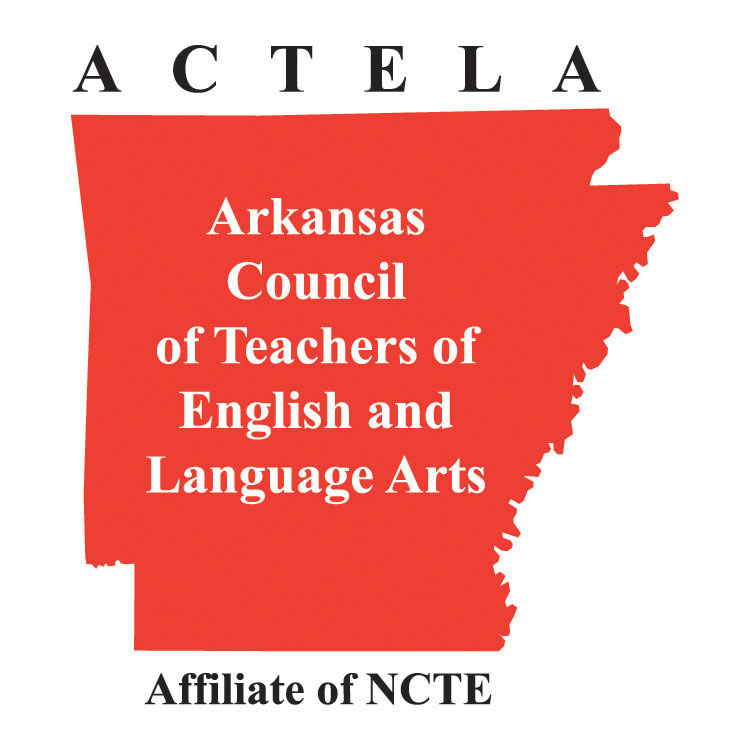 A C T E L A
Arkansas
Council
of Teachers of
English and
Language Arts
Affiliate of NCTE